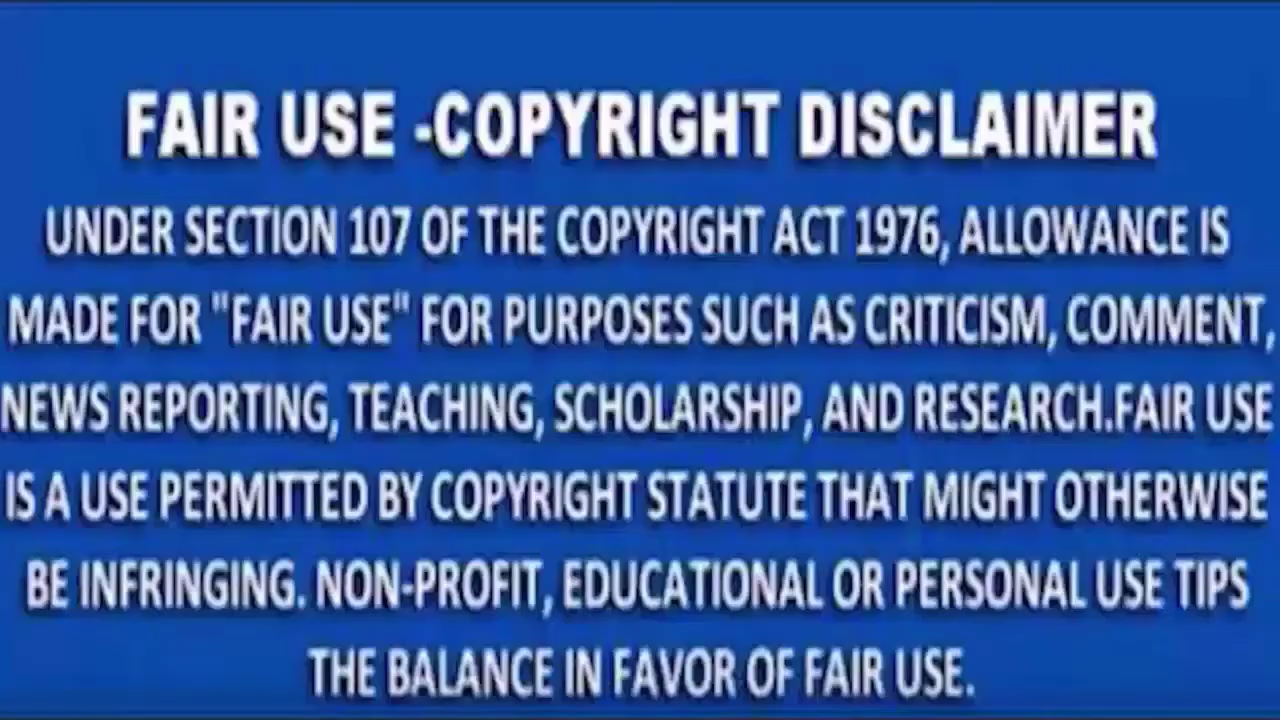 FAIR USE -COPYRIGHT DISCLAIMER
UNDER SECTION 107 OF THE COPYRIGHT ACT 1976, ALLOWANCE IS
MADE FOR "FAIR USE" FOR PURPOSES SUCH AS CRITICISM, COMMENT,
NEWS REPORTING, TEACHING, SCHOLARSHIP, AND RESEARCH.FAIR USE
IS A USE PERMITTED BY COPYRIGHT STATUTE THAT MIGHT OTHERWISE
BE INFRINGING. NON-PROFIT, EDUCATIONAL OR PERSONAL USE TIPS
THE BALANCE IN FAVOR OF FAIR USE.